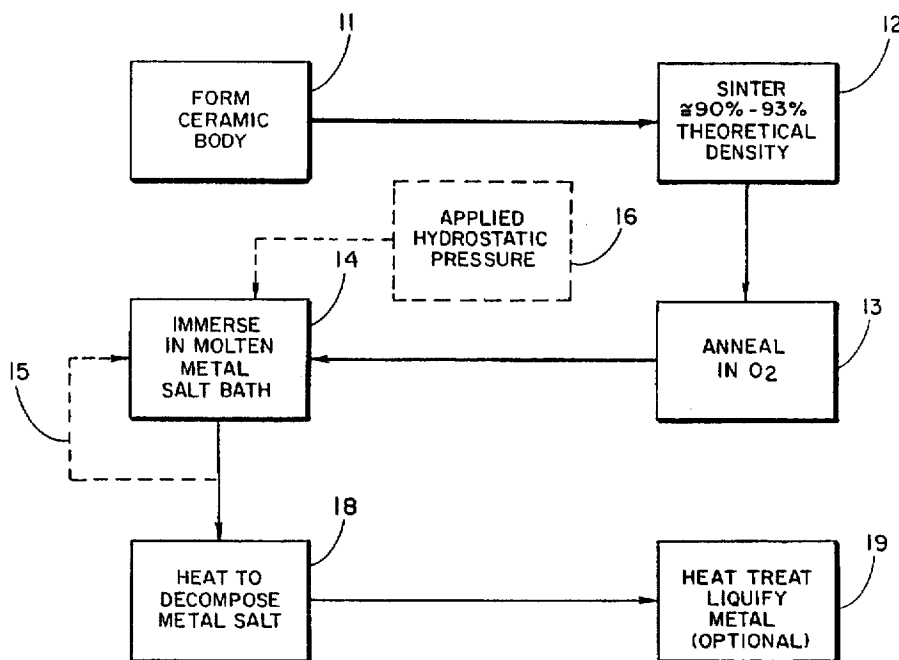 11
FORM
CERAMIC
BODY
12
SINTER
≅90%-93%
THEORETICAL
DENSITY
APPLIED
HYDROSTATIC
PRESSURE
16
14
IMMERSE
IN MOLTEN
METAL
SALT BATH
13
ANNEAL
IN O2
15
18
HEAT TO
DECOMPOSE
METAL SALT
19
HEAT TREAT
LIQUIFY
METAL
(OPTIONAL)